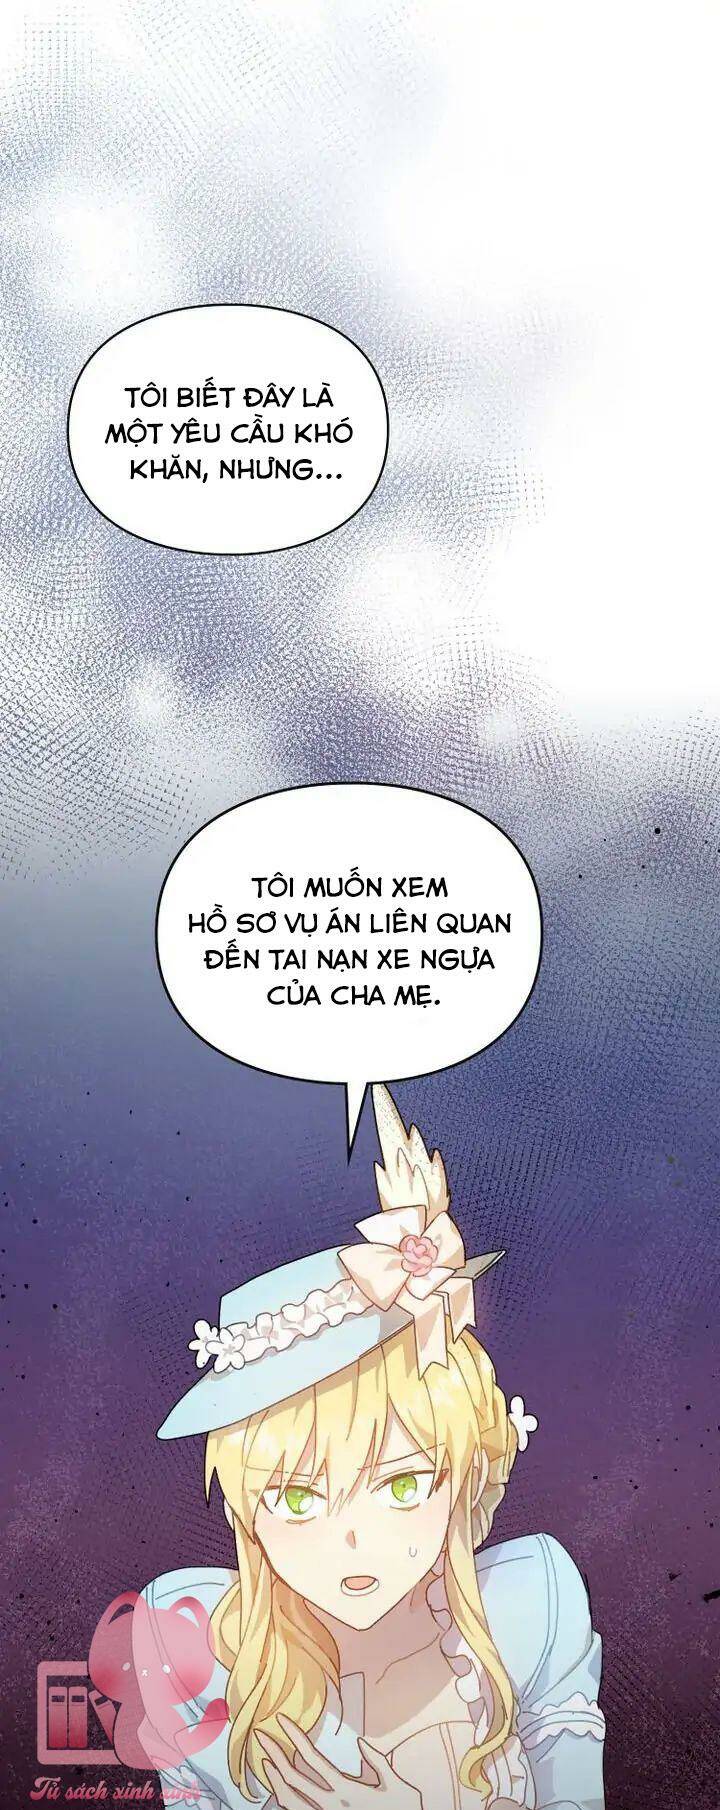 TÔI BIẾT ĐÂY LÀ
MỘT YÊU CẦU KHÓ
KHĂN, NHƯNG...
TÔI MUỐN XEM
HỒ SƠ VỤ ÁN LIÊN QUAN
ĐẾN TAI NẠN XE NGỰA
CỦA CHA MẸ.
Tủ sách xinh xinh